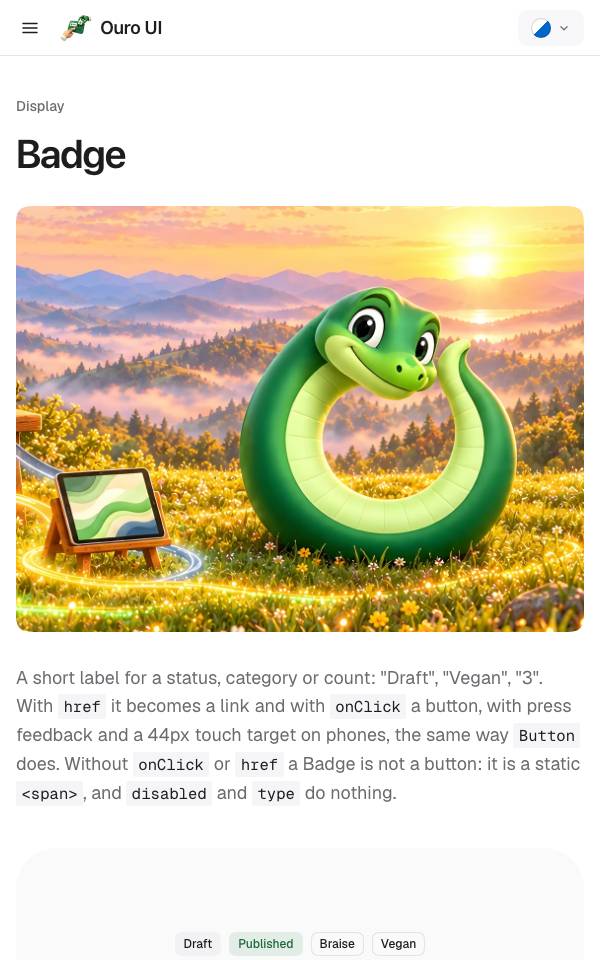 Ouro UI
Display
Badge
A short label for a status, category or count: "Draft", "Vegan", "3".
With href it becomes a link and with onClick a button, with press
feedback and a 44px touch target on phones, the same way Button
does. Without onClick or href a Badge is not a button: it is a static
<span>, and disabled and type do nothing.
Draft Published Braise Vegan